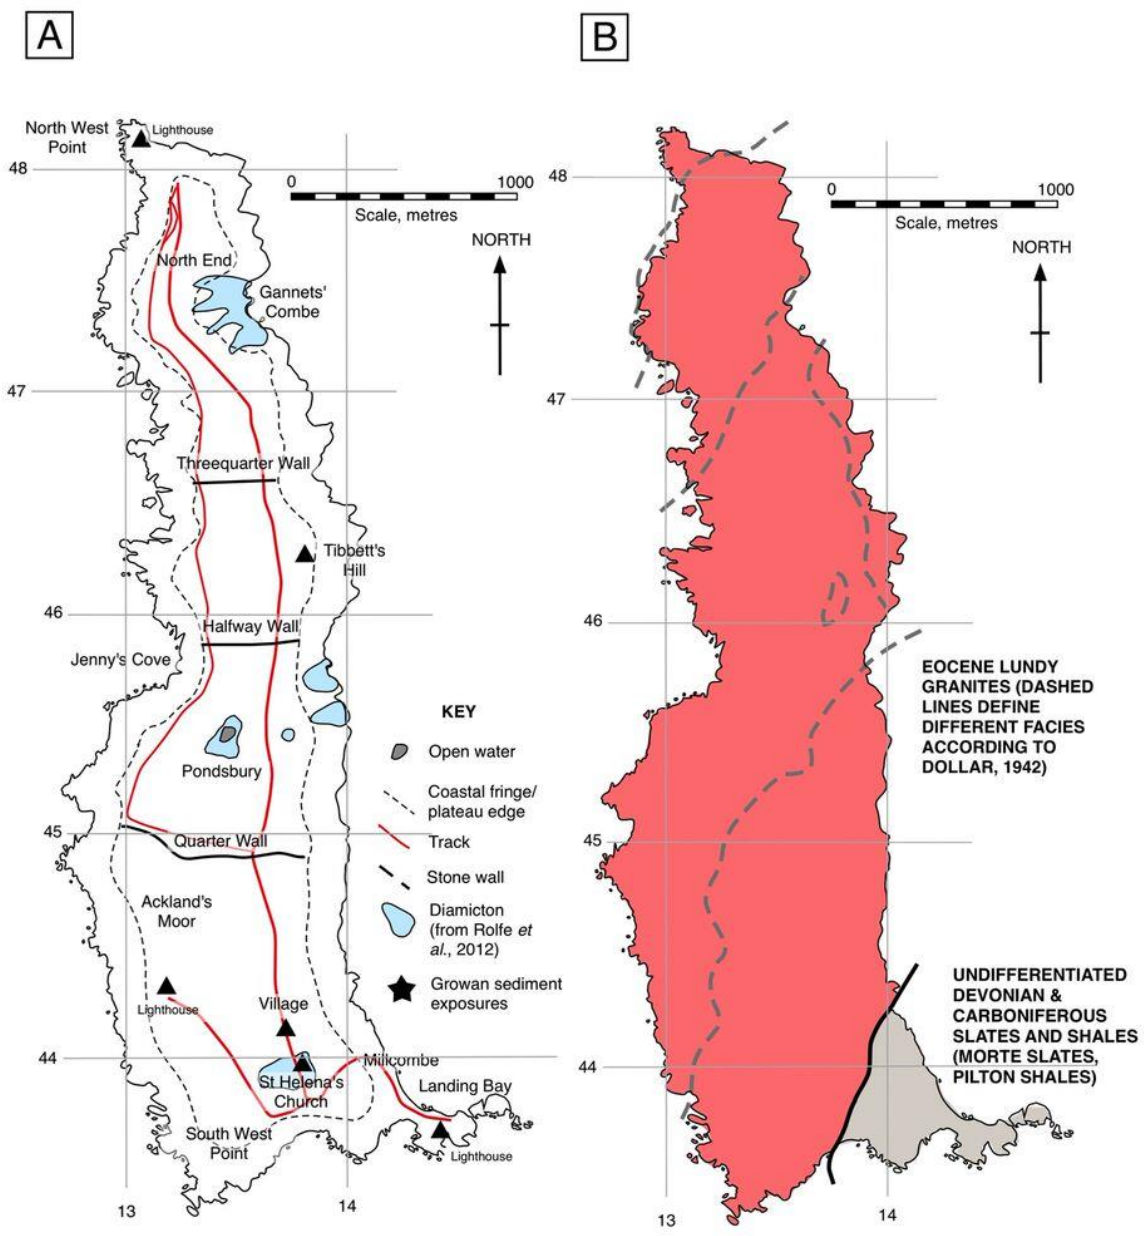 A
North West
Point
Lighthouse
48
0
1000
Scale, metres
NORTH
North End
Gannets'
Combe
47
Threequarter Wall
Tibbett's
Hill
46
Halfway Wall
Jenny's Cove
Pondsbury
KEY
Open water
Coastal fringe/
plateau edge
45
Quarter Wall
Track
Stone wall
Ackland's
Moor
Diamicton
(from Rolfe et
al., 2012)
Growan sediment
exposures
Lighthouse
Village
44
Millcombe
St Helena's
Church
Landing Bay
South West
Point
Lighthouse
13
14
B
48
0
1000
Scale, metres
NORTH
47
46
EOCENE LUNDY
GRANITES (DASHED
LINES DEFINE
DIFFERENT FACIES
ACCORDING TO
DOLLAR, 1942)
45
UNDIFFERENTIATED
DEVONIAN &
CARBONIFEROUS
SLATES AND SHALES
(MORTE SLATES,
PILTON SHALES)
44
13
14